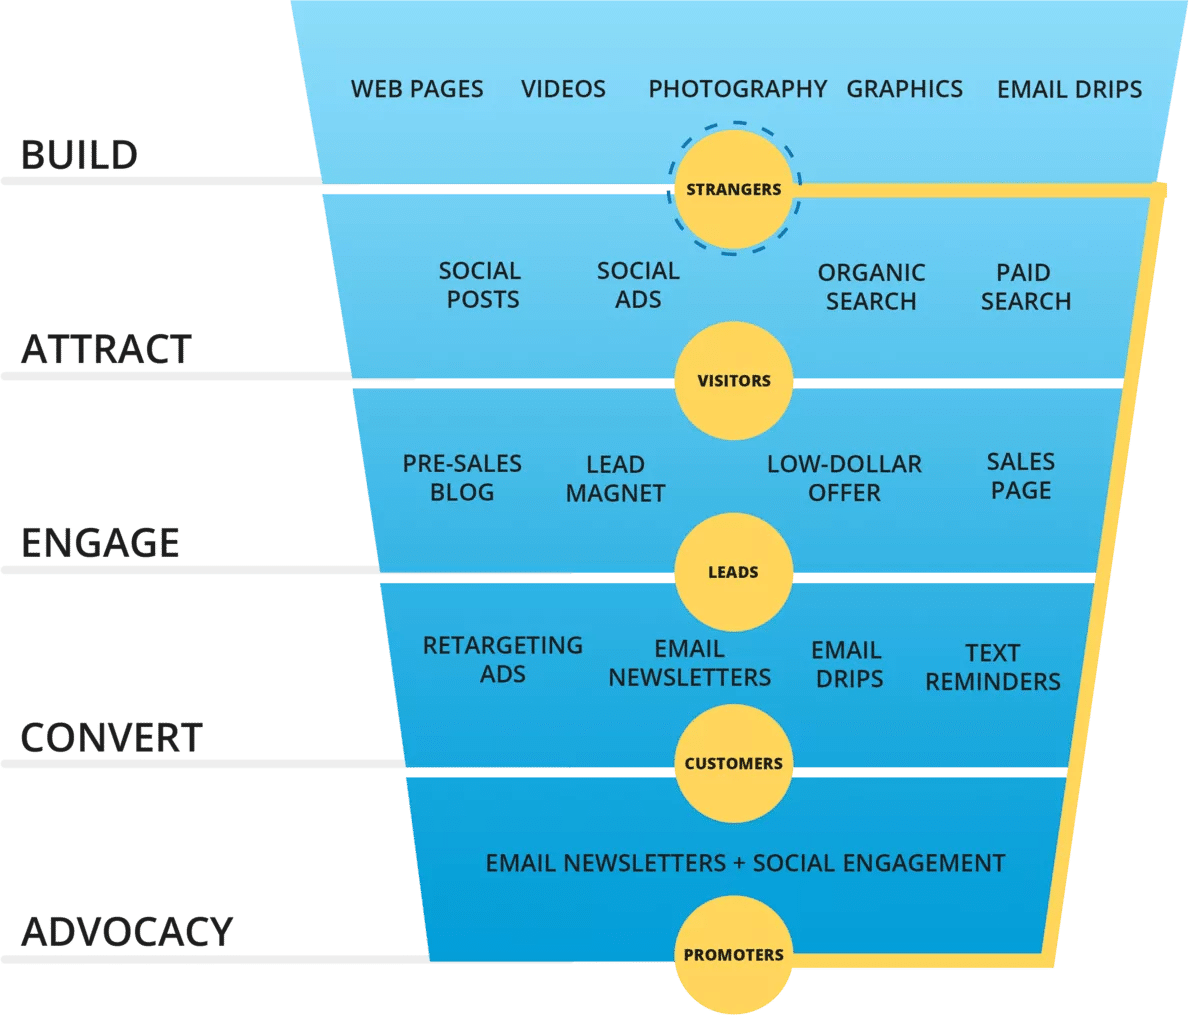 WEB PAGES VIDEOS PHOTOGRAPHY GRAPHICS EMAIL DRIPS
BUILD
STRANGERS
SOCIAL POSTS
SOCIAL ADS
ORGANIC SEARCH
PAID SEARCH
ATTRACT
VISITORS
PRE-SALES BLOG
LEAD MAGNET
LOW-DOLLAR OFFER
SALES PAGE
ENGAGE
LEADS
RETARGETING ADS
EMAIL NEWSLETTERS
EMAIL DRIPS
TEXT REMINDERS
CONVERT
CUSTOMERS
EMAIL NEWSLETTERS + SOCIAL ENGAGEMENT
ADVOCACY
PROMOTERS